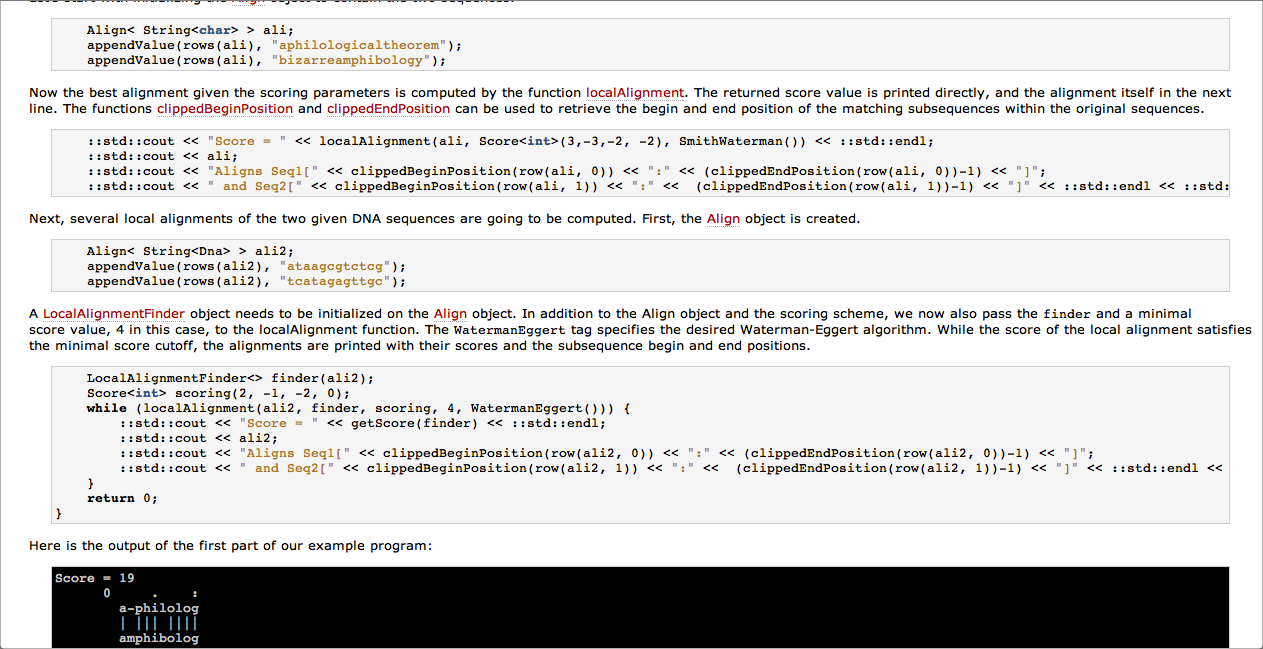 Align< String<char> > ali;
appendValue(rows(ali), "aphilologicaltheorem");
appendValue(rows(ali), "bizarreamphibology");
Now the best alignment given the scoring parameters is computed by the function localAlignment. The returned score value is printed directly, and the alignment itself in the next
line. The functions clippedBeginPosition and clippedEndPosition can be used to retrieve the begin and end position of the matching subsequences within the original sequences.
::std::cout << "Score = " << localAlignment(ali, Score<int>(3,-3,-2, -2), SmithWaterman()) << ::std::endl;
::std::cout << ali;
::std::cout << "Aligns Seq1[" << clippedBeginPosition(row(ali, 0)) << ":" << (clippedEndPosition(row(ali, 0))-1) << "]";
::std::cout << " and Seq2[" << clippedBeginPosition(row(ali, 1)) << ":" <<  (clippedEndPosition(row(ali, 1))-1) << "]" << ::std::endl << ::std:
Next, several local alignments of the two given DNA sequences are going to be computed. First, the Align object is created.
Align< String<Dna> > ali2;
appendValue(rows(ali2), "ataagcgtctcg");
appendValue(rows(ali2), "tcatagagttgc");
A LocalAlignmentFinder object needs to be initialized on the Align object. In addition to the Align object and the scoring scheme, we now also pass the finder and a minimal
score value, 4 in this case, to the localAlignment function. The WatermanEggert tag specifies the desired Waterman-Eggert algorithm. While the score of the local alignment satisfies
the minimal score cutoff, the alignments are printed with their scores and the subsequence begin and end positions.
LocalAlignmentFinder<> finder(ali2);
Score<int> scoring(2, -1, -2, 0);
while (localAlignment(ali2, finder, scoring, 4, WatermanEggert())) {
::std::cout << "Score = " << getScore(finder) << ::std::endl;
::std::cout << ali2;
::std::cout << "Aligns Seq1[" << clippedBeginPosition(row(ali2, 0)) << ":" << (clippedEndPosition(row(ali2, 0))-1) << "]";
::std::cout << " and Seq2[" << clippedBeginPosition(row(ali2, 1)) << ":" <<  (clippedEndPosition(row(ali2, 1))-1) << "]" << ::std::endl <<
}
return 0;
}
Here is the output of the first part of our example program:
Score = 19
0     .    :
a-philolog
| ||| ||||
amphibolog